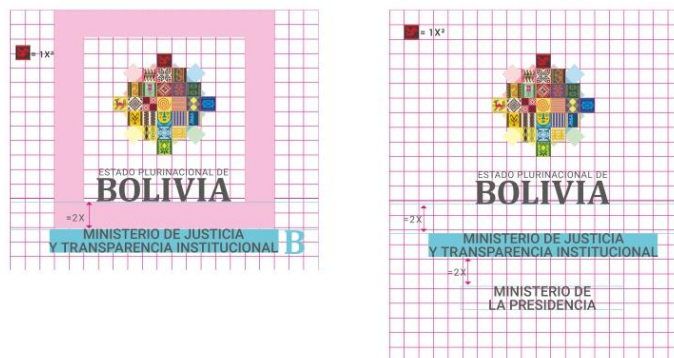 = 1X²
ESTADO PLURINACIONAL DE
BOLIVIA
=2X
MINISTERIO DE JUSTICIA
Y TRANSPARENCIA INSTITUCIONAL
B
= 1X²
ESTADO PLURINACIONAL DE
BOLIVIA
=2X
MINISTERIO DE JUSTICIA
Y TRANSPARENCIA INSTITUCIONAL
=2X
MINISTERIO DE
LA PRESIDENCIA